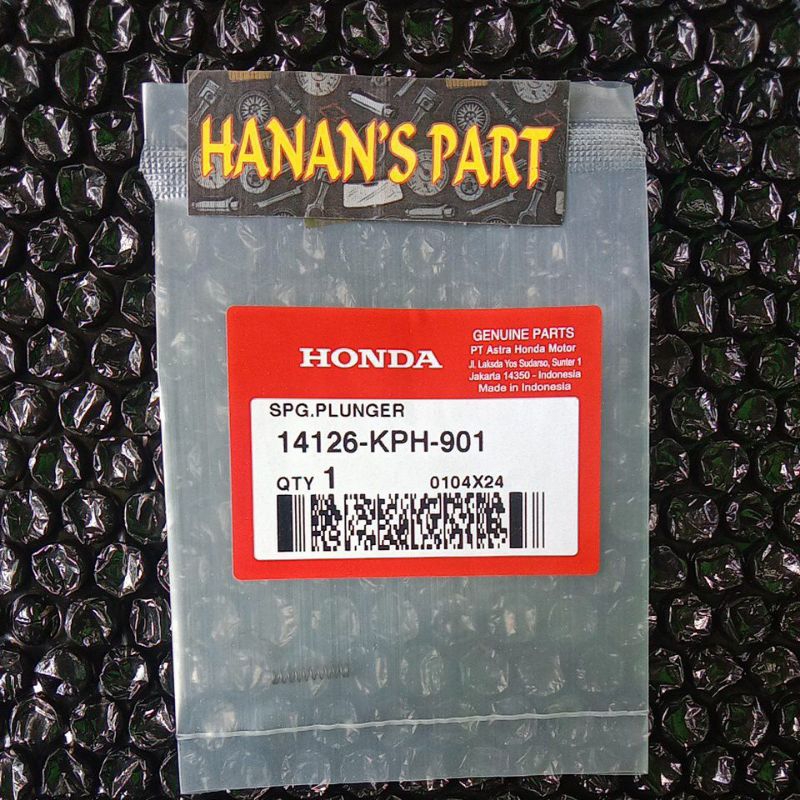 HANAN'S PART
HONDA
GENUINE PARTS
PT Astra Honda Motor
Jl. Laksda Yos Sudarso, Sunter 1
Jakarta 14350 - Indonesia
Made in Indonesia
SPG.PLUNGER
14126-KPH-901
QTY 1
0104X24